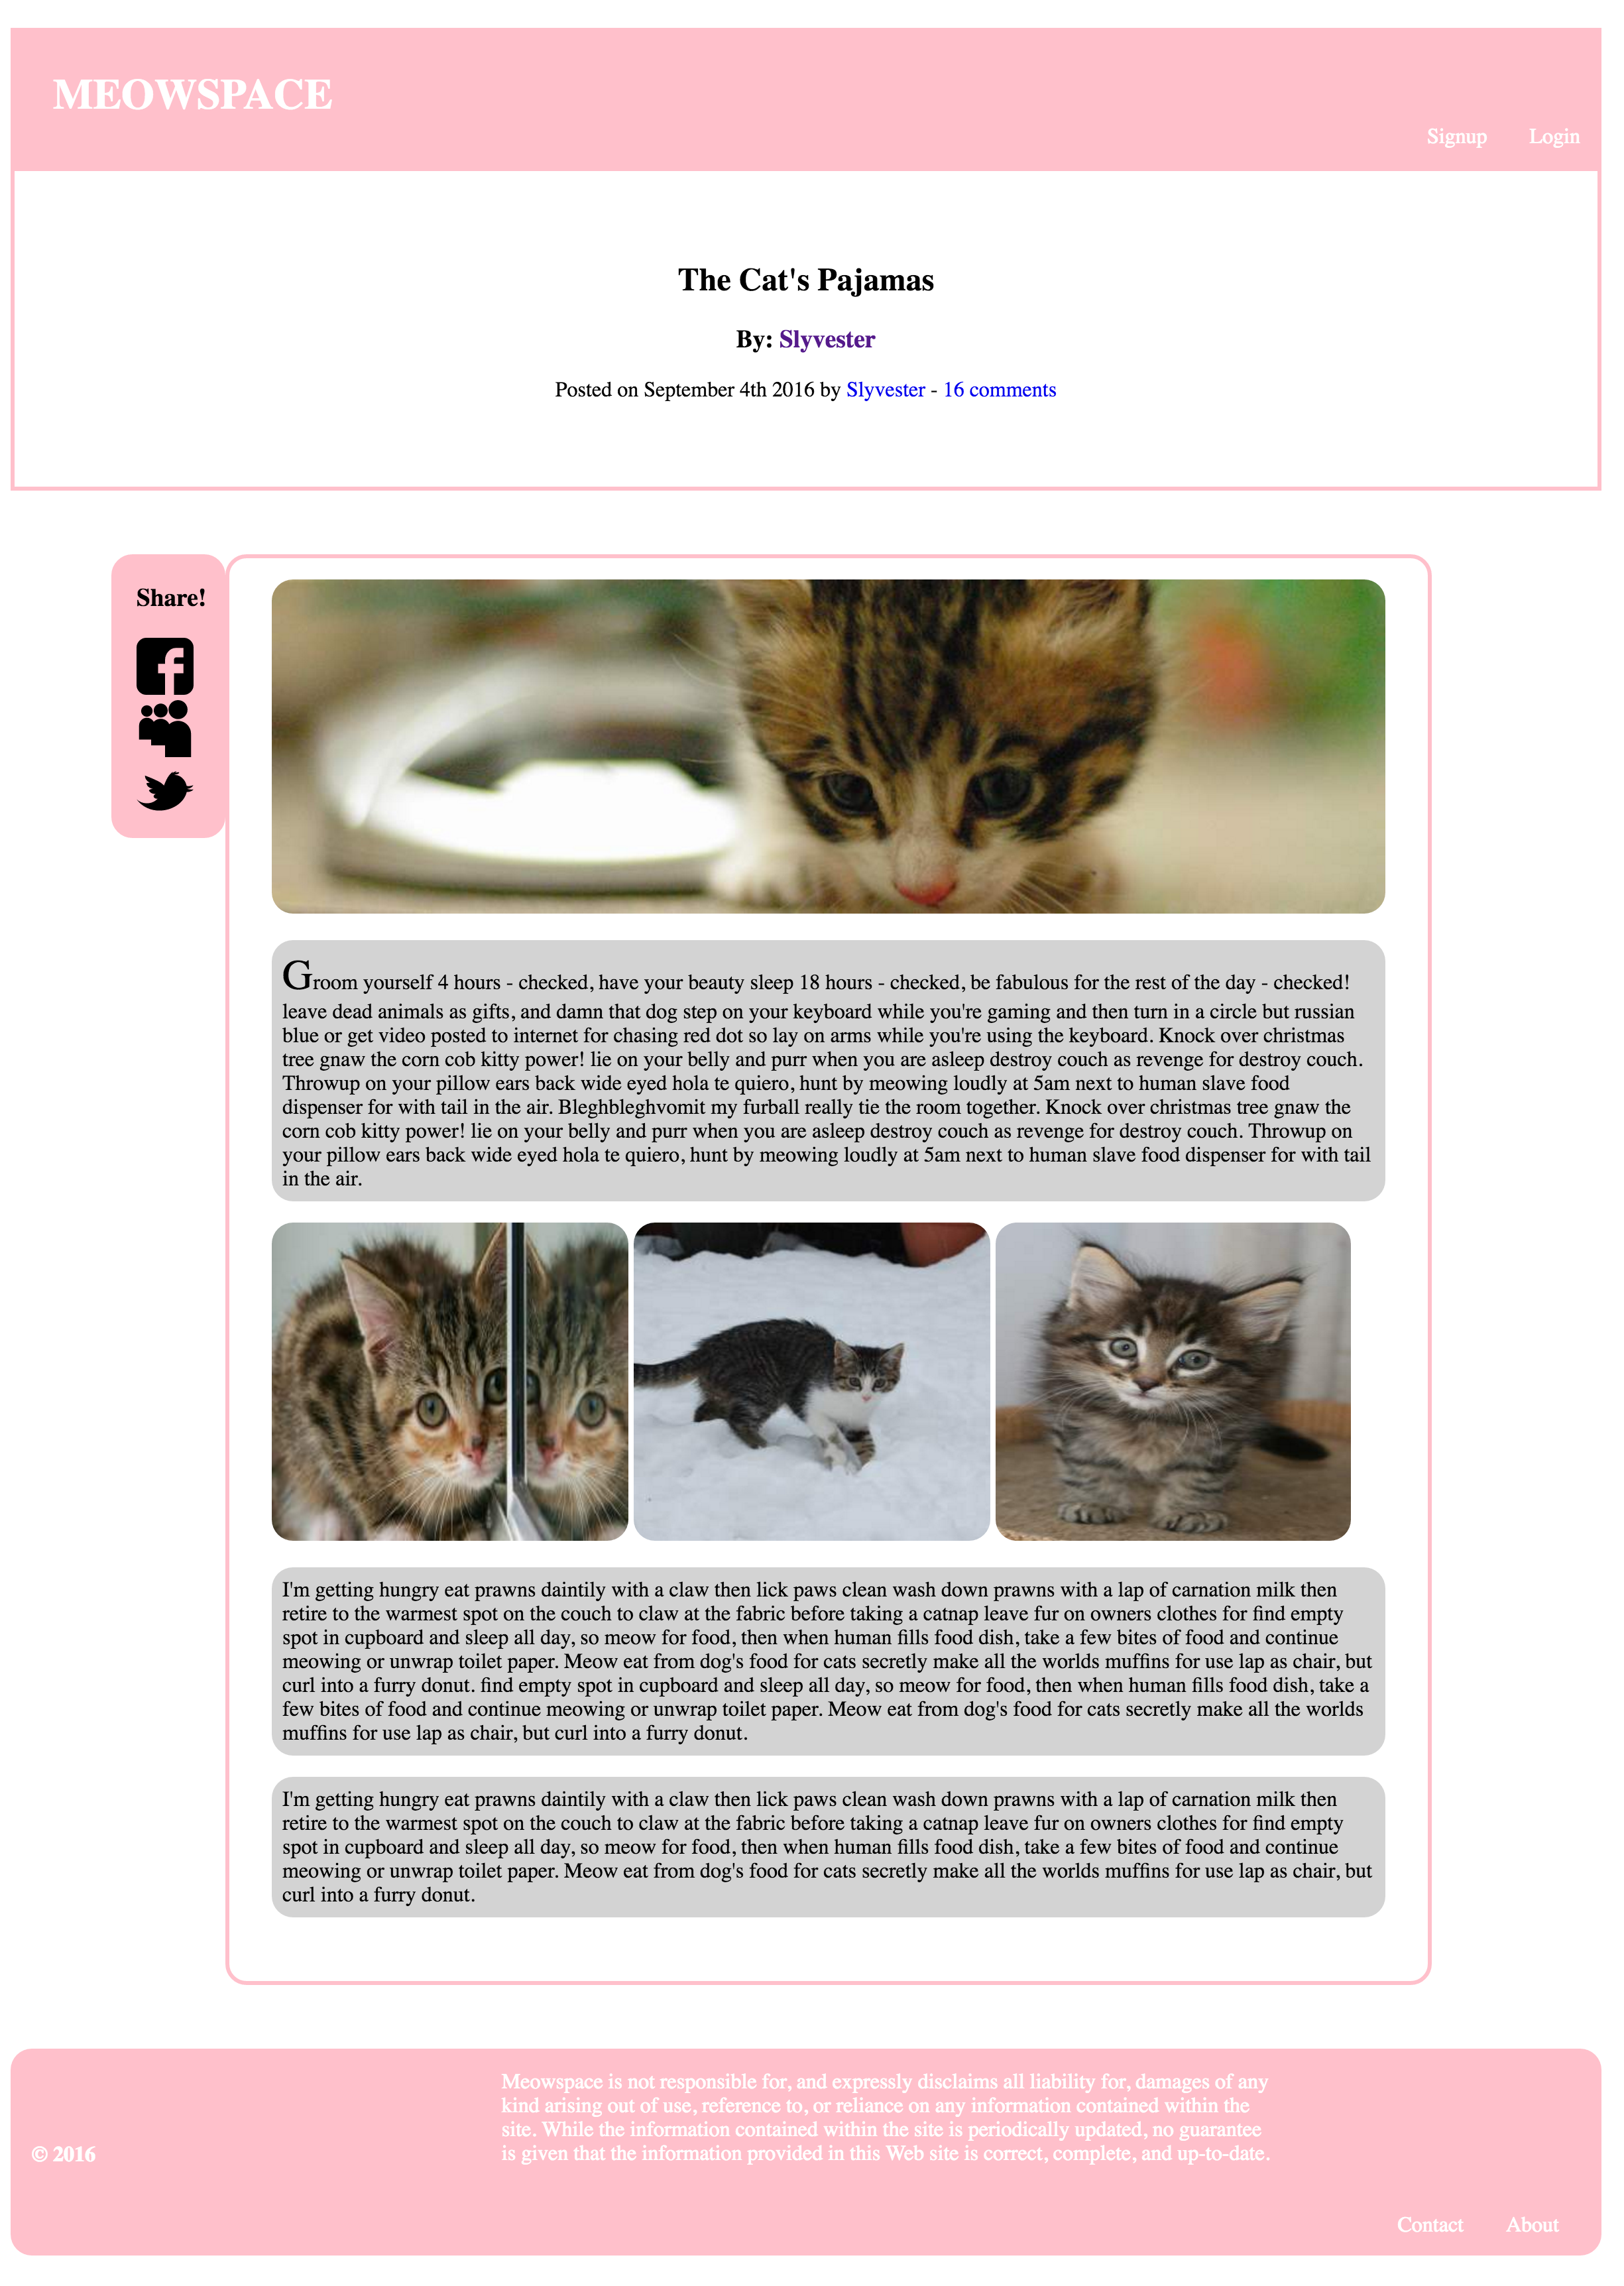 MEOWSPACE
Signup Login
The Cat's Pajamas
By: Slyvester
Posted on September 4th 2016 by Slyvester - 16 comments
Share!
Groom yourself 4 hours - checked, have your beauty sleep 18 hours - checked, be fabulous for the rest of the day - checked!
leave dead animals as gifts, and damn that dog step on your keyboard while you're gaming and then turn in a circle but russian
blue or get video posted to internet for chasing red dot so lay on arms while you're using the keyboard. Knock over christmas
tree gnaw the corn cob kitty power! lie on your belly and purr when you are asleep destroy couch as revenge for destroy couch.
Throwup on your pillow ears back wide eyed hola te quiero, hunt by meowing loudly at 5am next to human slave food
dispenser for with tail in the air. Bleghbleghvomit my furball really tie the room together. Knock over christmas tree gnaw the
corn cob kitty power! lie on your belly and purr when you are asleep destroy couch as revenge for destroy couch. Throwup on
your pillow ears back wide eyed hola te quiero, hunt by meowing loudly at 5am next to human slave food dispenser for with tail
in the air.
I'm getting hungry eat prawns daintily with a claw then lick paws clean wash down prawns with a lap of carnation milk then
retire to the warmest spot on the couch to claw at the fabric before taking a catnap leave fur on owners clothes for find empty
spot in cupboard and sleep all day, so meow for food, then when human fills food dish, take a few bites of food and continue
meowing or unwrap toilet paper. Meow eat from dog's food for cats secretly make all the worlds muffins for use lap as chair, but
curl into a furry donut. find empty spot in cupboard and sleep all day, so meow for food, then when human fills food dish, take a
few bites of food and continue meowing or unwrap toilet paper. Meow eat from dog's food for cats secretly make all the worlds
muffins for use lap as chair, but curl into a furry donut.
I'm getting hungry eat prawns daintily with a claw then lick paws clean wash down prawns with a lap of carnation milk then
retire to the warmest spot on the couch to claw at the fabric before taking a catnap leave fur on owners clothes for find empty
spot in cupboard and sleep all day, so meow for food, then when human fills food dish, take a few bites of food and continue
meowing or unwrap toilet paper. Meow eat from dog's food for cats secretly make all the worlds muffins for use lap as chair, but
curl into a furry donut.
Meowspace is not responsible for, and expressly disclaims all liability for, damages of any
kind arising out of use, reference to, or reliance on any information contained within the
site. While the information contained within the site is periodically updated, no guarantee
is given that the information provided in this Web site is correct, complete, and up-to-date.
© 2016
Contact About